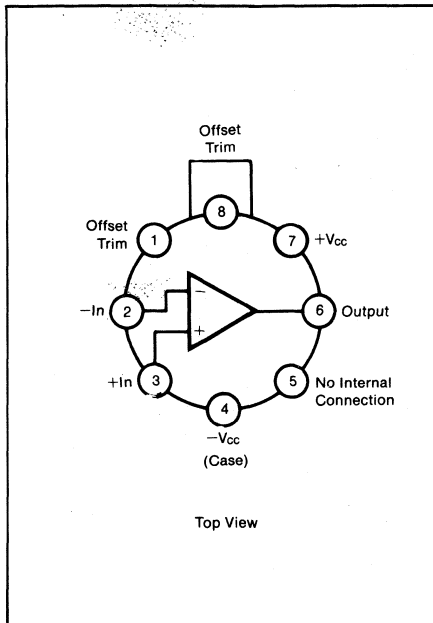 Offset
Trim
8
Offset
Trim
1
7
+Vcc
−In
2
−
6
Output
+
+In
3
5
No Internal
Connection
4
−Vcc
(Case)
Top View